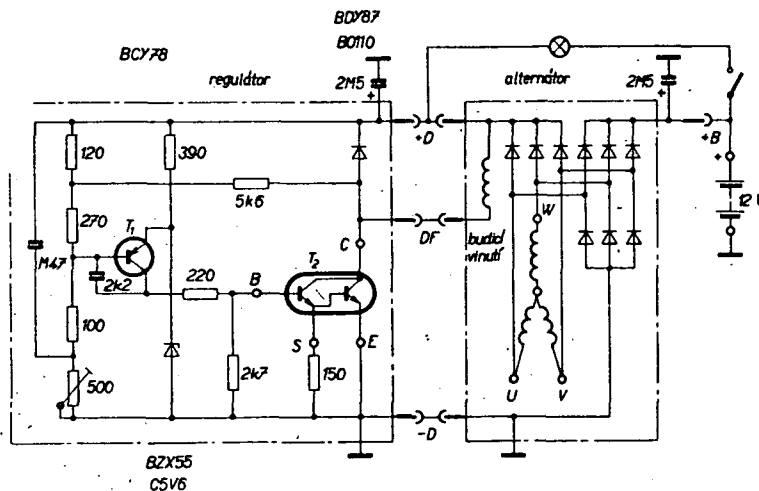 BDY87
BO110
BCY78
regulátor
2M5
+
alternátor
2M5
+
120
390
+D
+B
+
5k6
270
T1
W
12
M47
C
DF
budicí
vinutí
2k2
220
B
T2
100
S
E
U
V
500
2k7
150
-D
BZX55
C5V6